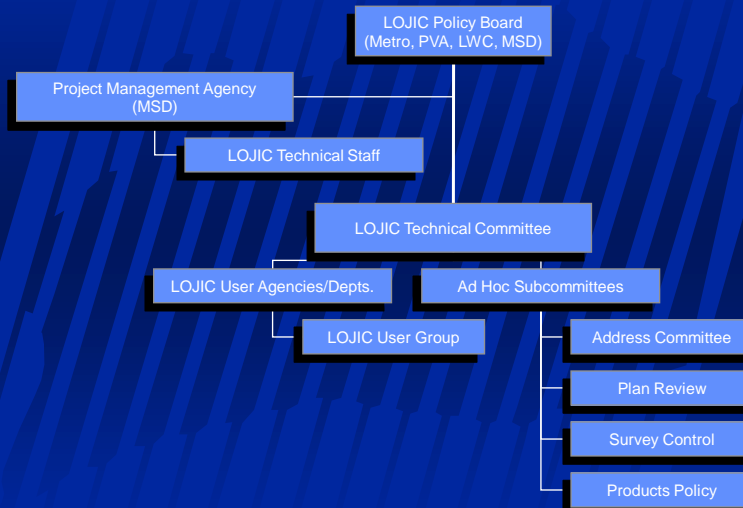 LOJIC Policy Board
(Metro, PVA, LWC, MSD)
Project Management Agency
(MSD)
LOJIC Technical Staff
LOJIC Technical Committee
LOJIC User Agencies/Depts.
Ad Hoc Subcommittees
LOJIC User Group
Address Committee
Plan Review
Survey Control
Products Policy